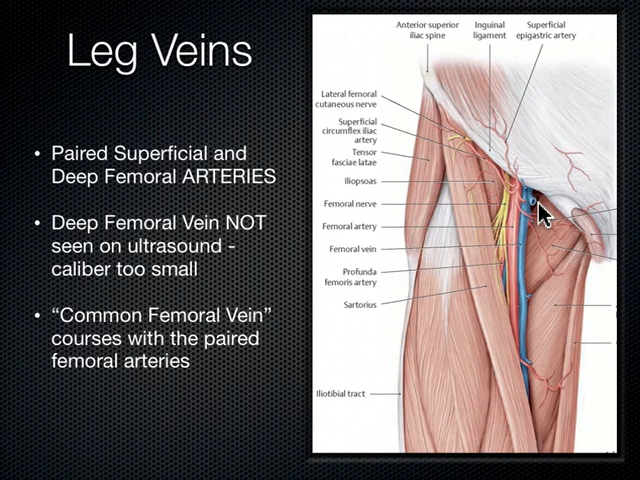 Leg Veins
• Paired Superficial and
Deep Femoral ARTERIES
• Deep Femoral Vein NOT
seen on ultrasound -
caliber too small
• “Common Femoral Vein”
courses with the paired
femoral arteries
Anterior superior
iliac spine
Inguinal
ligament
Superficial
epigastric artery
Lateral femoral
cutaneous nerve
Superficial
circumflex iliac
artery
Tensor
fasciae latae
Iliopsoas
Femoral nerve
Femoral artery
Femoral vein
Profunda
femoris artery
Sartorius
Iliotibial tract